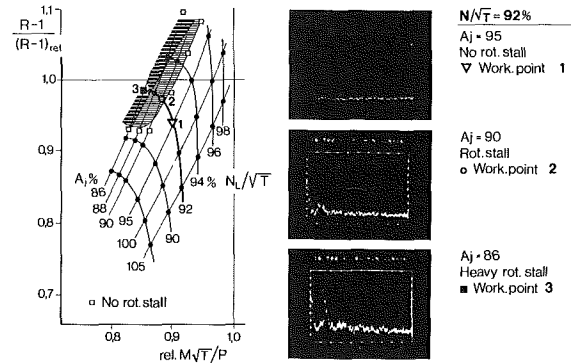 R-1
(R-1)ref
1,1
1,0
0,9
0,8
0,7
3
2
1
Aj%
86
88
90
95
100
105
90
92
94%
96
98
NL/√T
□ No rot. stall
0,8
0,9
1,0
rel. M√T/P
N/√T = 92%
Aj = 95
No rot. stall
▽ Work. point 1
Aj = 90
Rot. stall
o Work. point 2
Aj = 86
Heavy rot. stall
■ Work. point 3